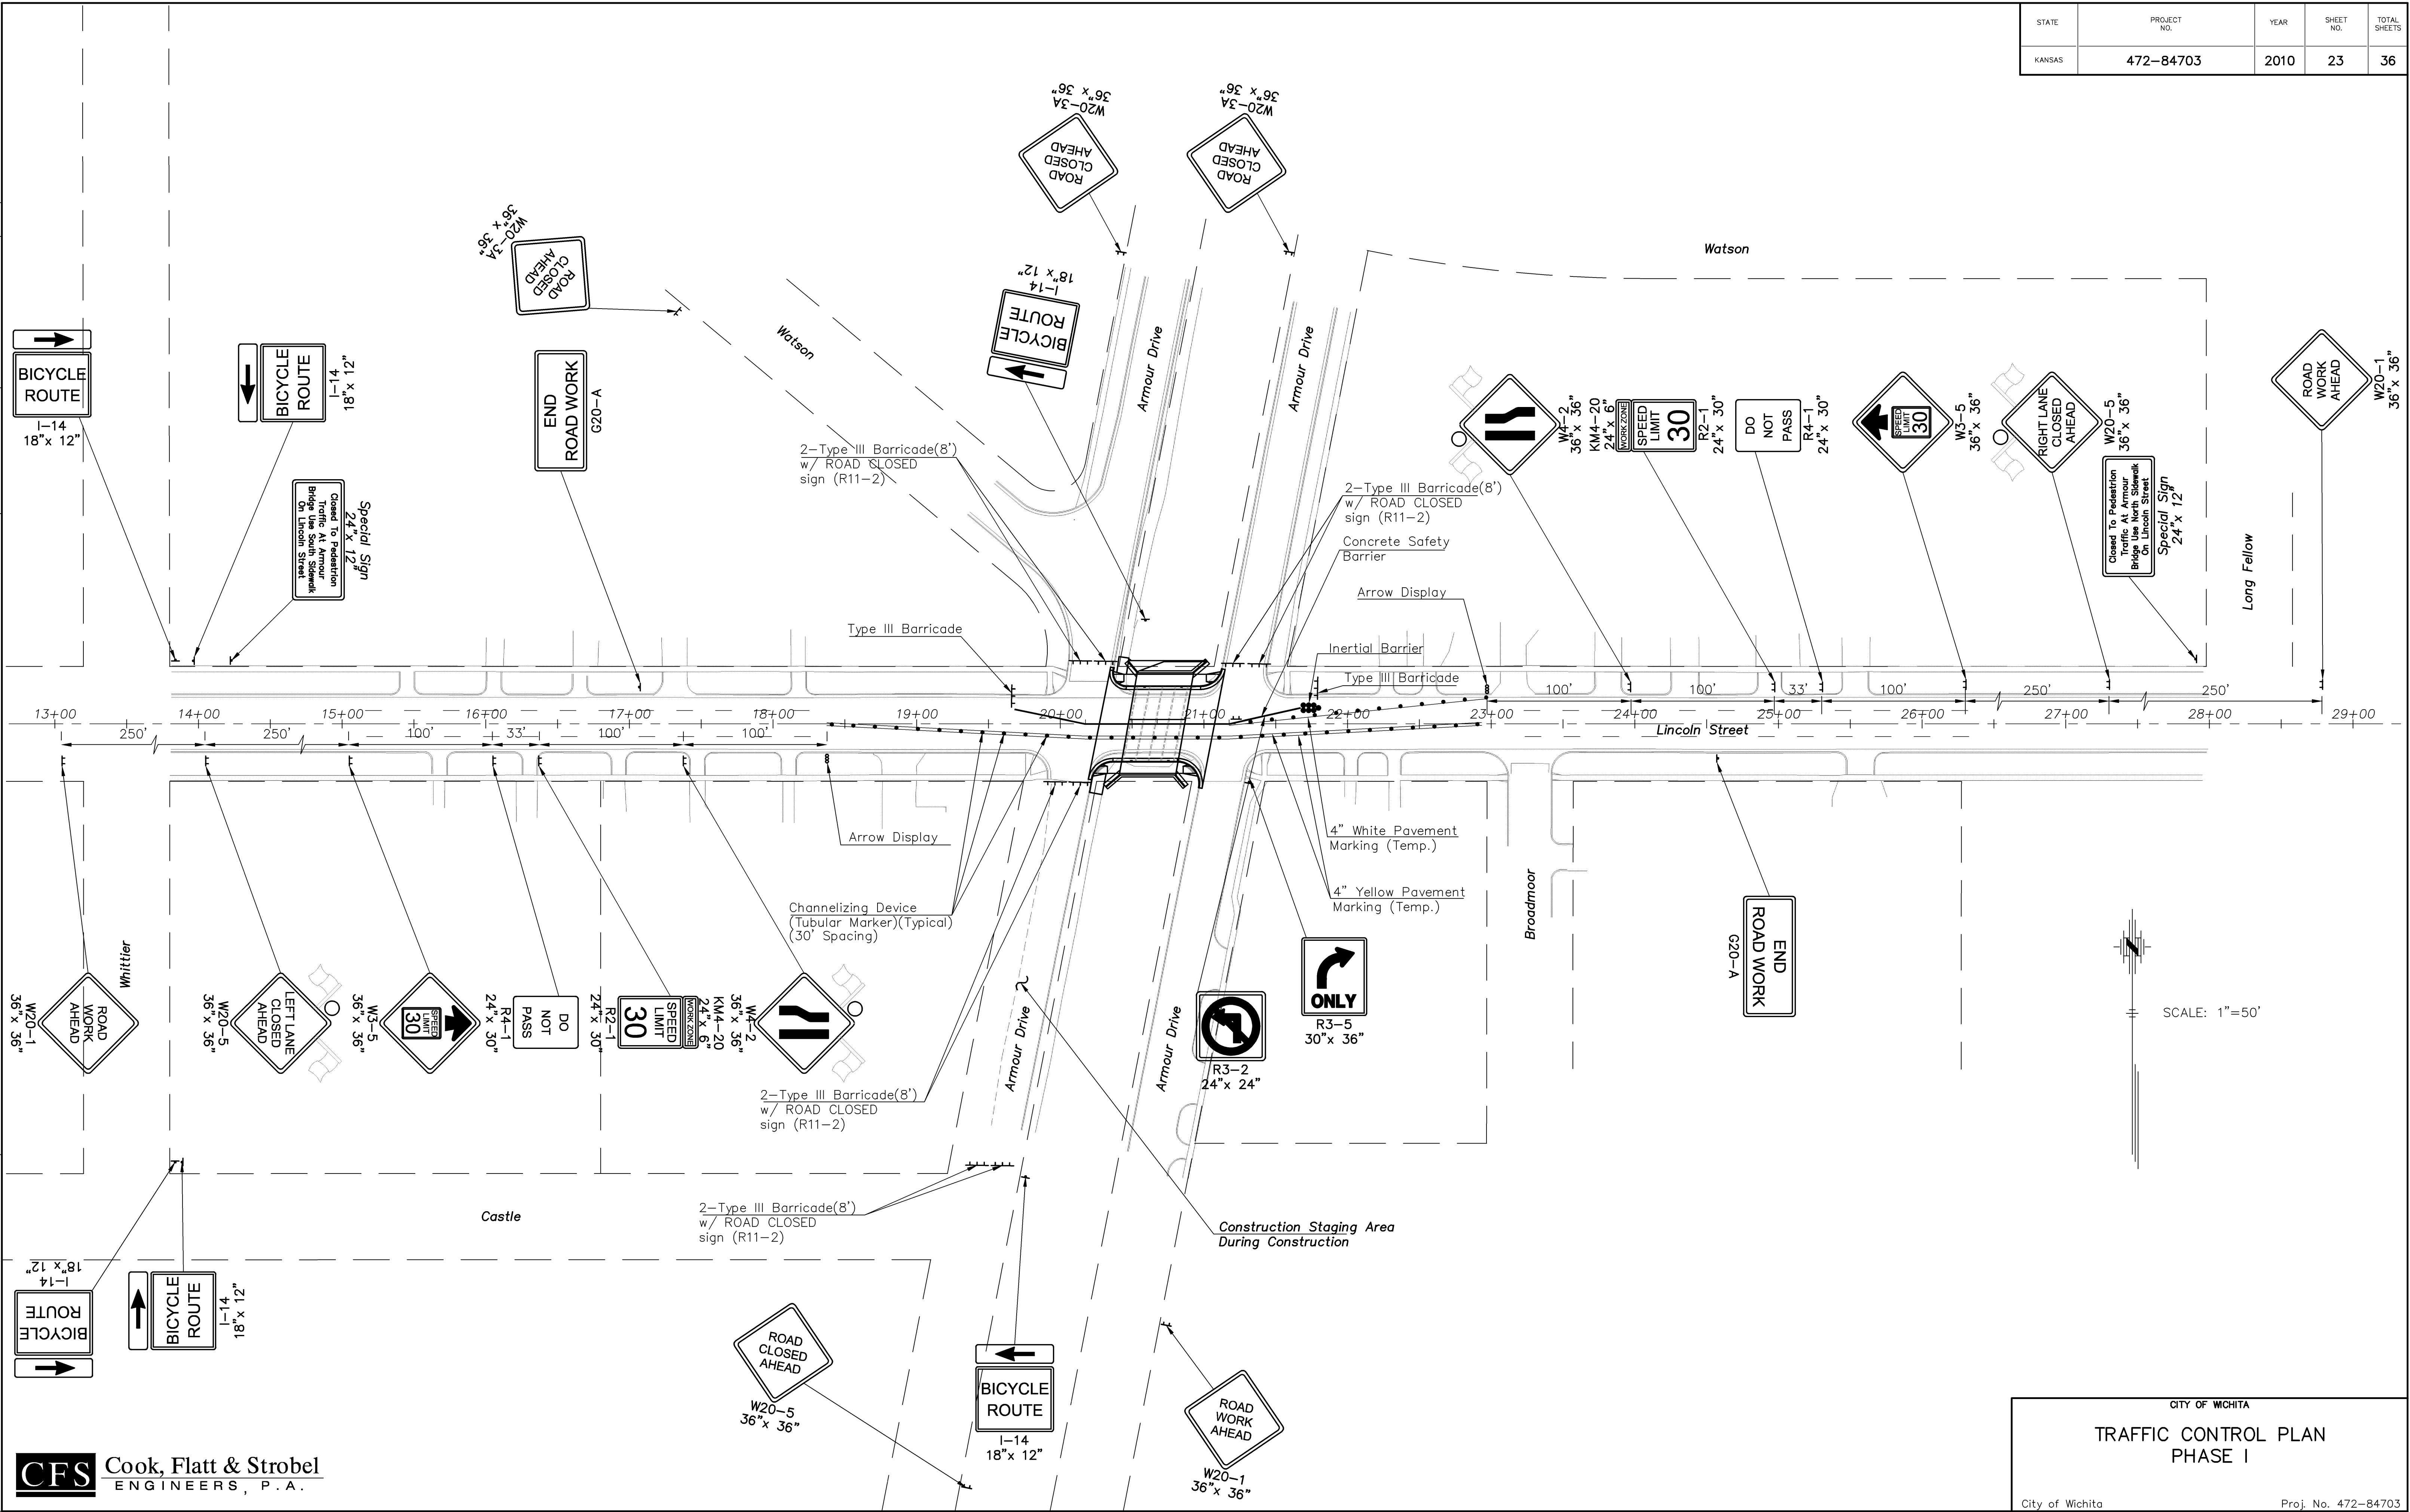 STATE
PROJECT NO.
YEAR
SHEET NO.
TOTAL SHEETS
KANSAS
472-84703
2010
23
36
W20-3A
36"x 36"
ROAD
CLOSED
AHEAD
W20-3A
36"x 36"
ROAD
CLOSED
AHEAD
W20-3A
36"x 36"
ROAD
CLOSED
AHEAD
I-14
18"x 12"
BICYCLE
ROUTE
Watson
Watson
Armour Drive
Armour Drive
BICYCLE
ROUTE
I-14
18"x 12"
BICYCLE
ROUTE
I-14
18"x 12"
Special Sign
24"x 12"
Closed To Pedestrian
Traffic At Armour
Bridge Use South Sidewalk
On Lincoln Street
END
ROAD WORK
G20-A
2-Type III Barricade(8')
w/ ROAD CLOSED
sign (R11-2)
2-Type III Barricade(8')
w/ ROAD CLOSED
sign (R11-2)
Concrete Safety
Barrier
Arrow Display
Inertial Barrier
Type III Barricade
Type III Barricade
W4-2
36"x 36"
KM4-20
24"x 6"
WORK ZONE
SPEED
LIMIT
30
R2-1
24"x 30"
DO
NOT
PASS
R4-1
24"x 30"
SPEED
LIMIT
30
W3-5
36"x 36"
RIGHT LANE
CLOSED
AHEAD
W20-5
36"x 36"
Closed To Pedestrian
Traffic At Armour
Bridge Use North Sidewalk
On Lincoln Street
Special Sign
24"x 12"
Long Fellow
ROAD
WORK
AHEAD
W20-1
36"x 36"
100'
100'
33'
100'
250'
250'
13+00
14+00
15+00
16+00
17+00
18+00
19+00
20+00
21+00
22+00
23+00
24+00
25+00
26+00
27+00
28+00
29+00
Lincoln Street
250'
250'
100'
33'
100'
100'
Arrow Display
4" White Pavement
Marking (Temp.)
4" Yellow Pavement
Marking (Temp.)
Channelizing Device
(Tubular Marker)(Typical)
(30' Spacing)
Whittier
ROAD
WORK
AHEAD
W20-1
36"x 36"
LEFT LANE
CLOSED
AHEAD
W20-5
36"x 36"
SPEED
LIMIT
30
W3-5
36"x 36"
DO
NOT
PASS
R4-1
24"x 30"
WORK ZONE
SPEED
LIMIT
30
R2-1
24"x 30"
KM4-20
24"x 6"
W4-2
36"x 36"
Armour Drive
Armour Drive
R3-2
24"x 24"
ONLY
R3-5
30"x 36"
Broadmoor
END
ROAD WORK
G20-A
N
SCALE: 1"=50'
2-Type III Barricade(8')
w/ ROAD CLOSED
sign (R11-2)
2-Type III Barricade(8')
w/ ROAD CLOSED
sign (R11-2)
Castle
Construction Staging Area
During Construction
I-14
18"x 12"
BICYCLE
ROUTE
BICYCLE
ROUTE
I-14
18"x 12"
ROAD
CLOSED
AHEAD
W20-5
36"x 36"
BICYCLE
ROUTE
I-14
18"x 12"
ROAD
WORK
AHEAD
W20-1
36"x 36"
CFS Cook, Flatt & Strobel
ENGINEERS, P.A.
CITY OF WICHITA
TRAFFIC CONTROL PLAN
PHASE I
City of Wichita
Proj. No. 472-84703